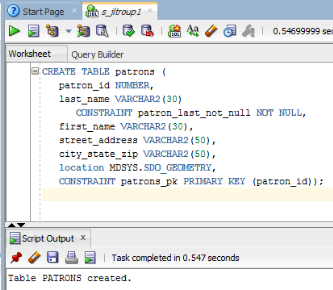 Start Page
s_jitroup1
0.54699999 sec
Worksheet
Query Builder
CREATE TABLE patrons (
patron_id NUMBER,
last_name VARCHAR2(30)
CONSTRAINT patron_last_not_null NOT NULL,
first_name VARCHAR2(30),
street_address VARCHAR2(50),
city_state_zip VARCHAR2(50),
location MDSYS.SDO_GEOMETRY,
CONSTRAINT patrons_pk PRIMARY KEY (patron_id));
Script Output
Task completed in 0.547 seconds
Table PATRONS created.